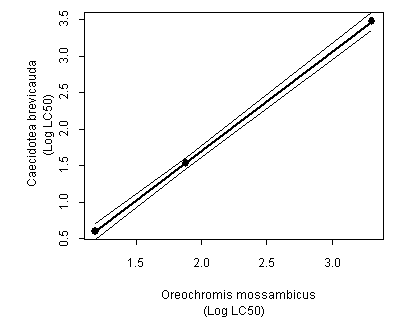 Caecidotea brevicauda
(Log LC50)
3.5
3.0
2.5
2.0
1.5
1.0
0.5
1.5 2.0 2.5 3.0
Oreochromis mossambicus
(Log LC50)